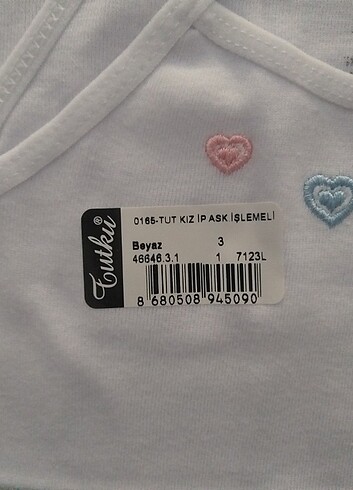 Tutku®
0165-TUT KIZ İP ASK İŞLEMELİ
Beyaz 3
46646.3.1 1 7123L
8 680508 945090